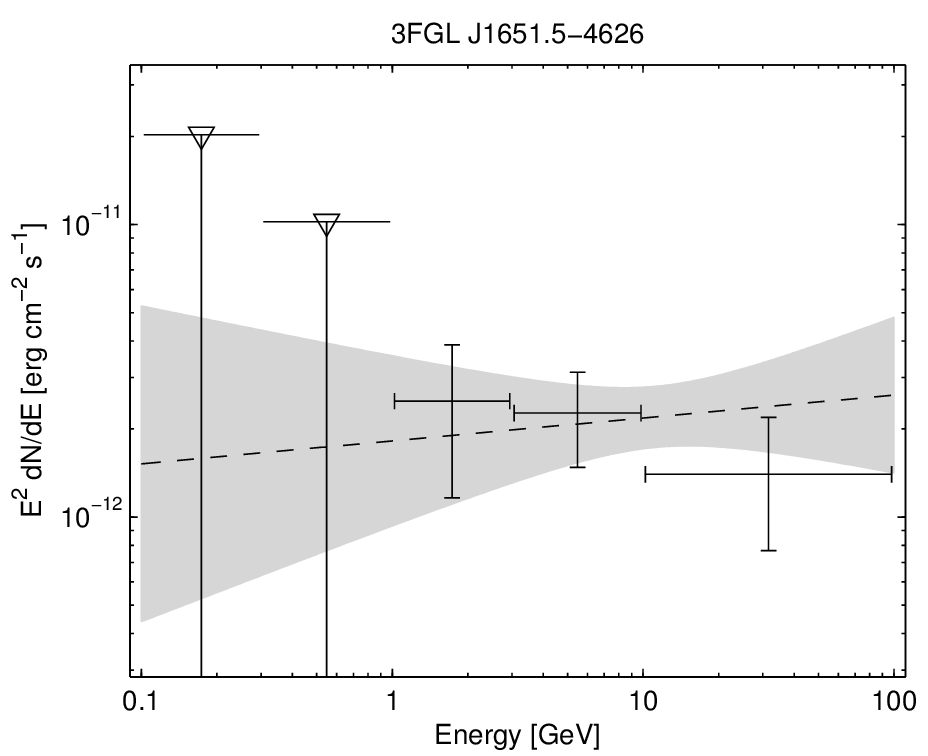 3FGL J1651.5−4626
E² dN/dE [erg cm⁻² s⁻¹]
10⁻¹¹
10⁻¹²
0.1 1 10 100
Energy [GeV]